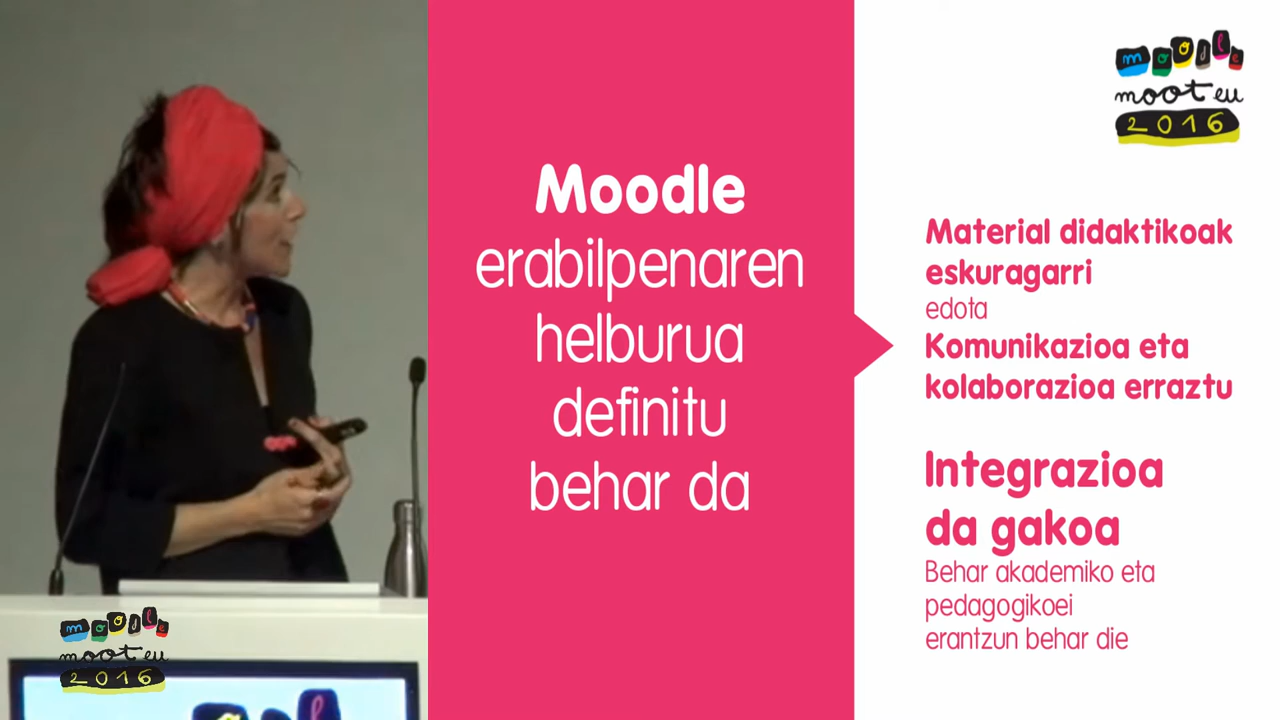 Moodle
erabilpenaren
helburua
definitu
behar da
moodle
moot eu
2016
Material didaktikoak
eskuragarri
edota
Komunikazioa eta
kolaborazioa erraztu
Integrazioa
da gakoa
Behar akademiko eta
pedagogikoei
erantzun behar die
moodle
moot eu
2016